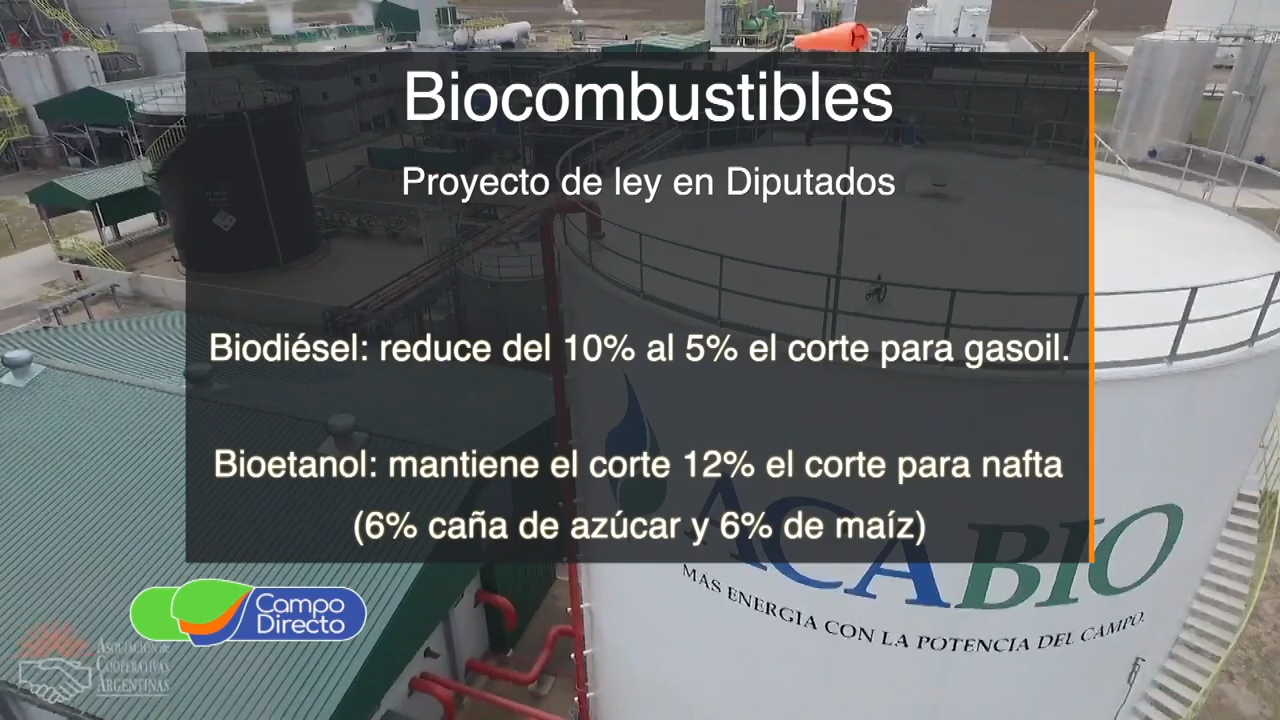 Biocombustibles
Proyecto de ley en Diputados
Biodiésel: reduce del 10% al 5% el corte para gasoil.
Bioetanol: mantiene el corte 12% el corte para nafta
(6% caña de azúcar y 6% de maíz)
ACABIO
MÁS ENERGIA CON LA POTENCIA DEL CAMPO.
Campo
Directo
ASOCIACIÓN de
COOPERATIVAS
ARGENTINAS